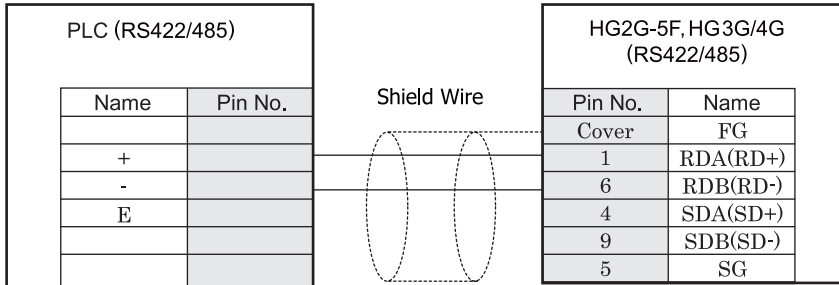 PLC (RS422/485)
HG2G-5F, HG3G/4G
(RS422/485)
Shield Wire
Name Pin No. Pin No. Name
Cover FG
+ 1 RDA(RD+)
- 6 RDB(RD-)
E 4 SDA(SD+)
9 SDB(SD-)
5 SG